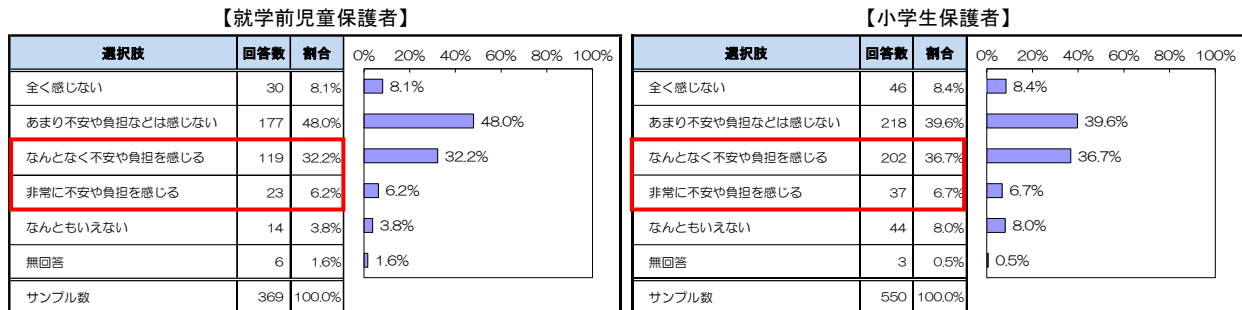 【就学前児童保護者】
選択肢 回答数 割合 0% 20% 40% 60% 80% 100%
全く感じない 30 8.1% 8.1%
あまり不安や負担などは感じない 177 48.0% 48.0%
なんとなく不安や負担を感じる 119 32.2% 32.2%
非常に不安や負担を感じる 23 6.2% 6.2%
なんともいえない 14 3.8% 3.8%
無回答 6 1.6% 1.6%
サンプル数 369 100.0%
【小学生保護者】
選択肢 回答数 割合 0% 20% 40% 60% 80% 100%
全く感じない 46 8.4% 8.4%
あまり不安や負担などは感じない 218 39.6% 39.6%
なんとなく不安や負担を感じる 202 36.7% 36.7%
非常に不安や負担を感じる 37 6.7% 6.7%
なんともいえない 44 8.0% 8.0%
無回答 3 0.5% 0.5%
サンプル数 550 100.0%